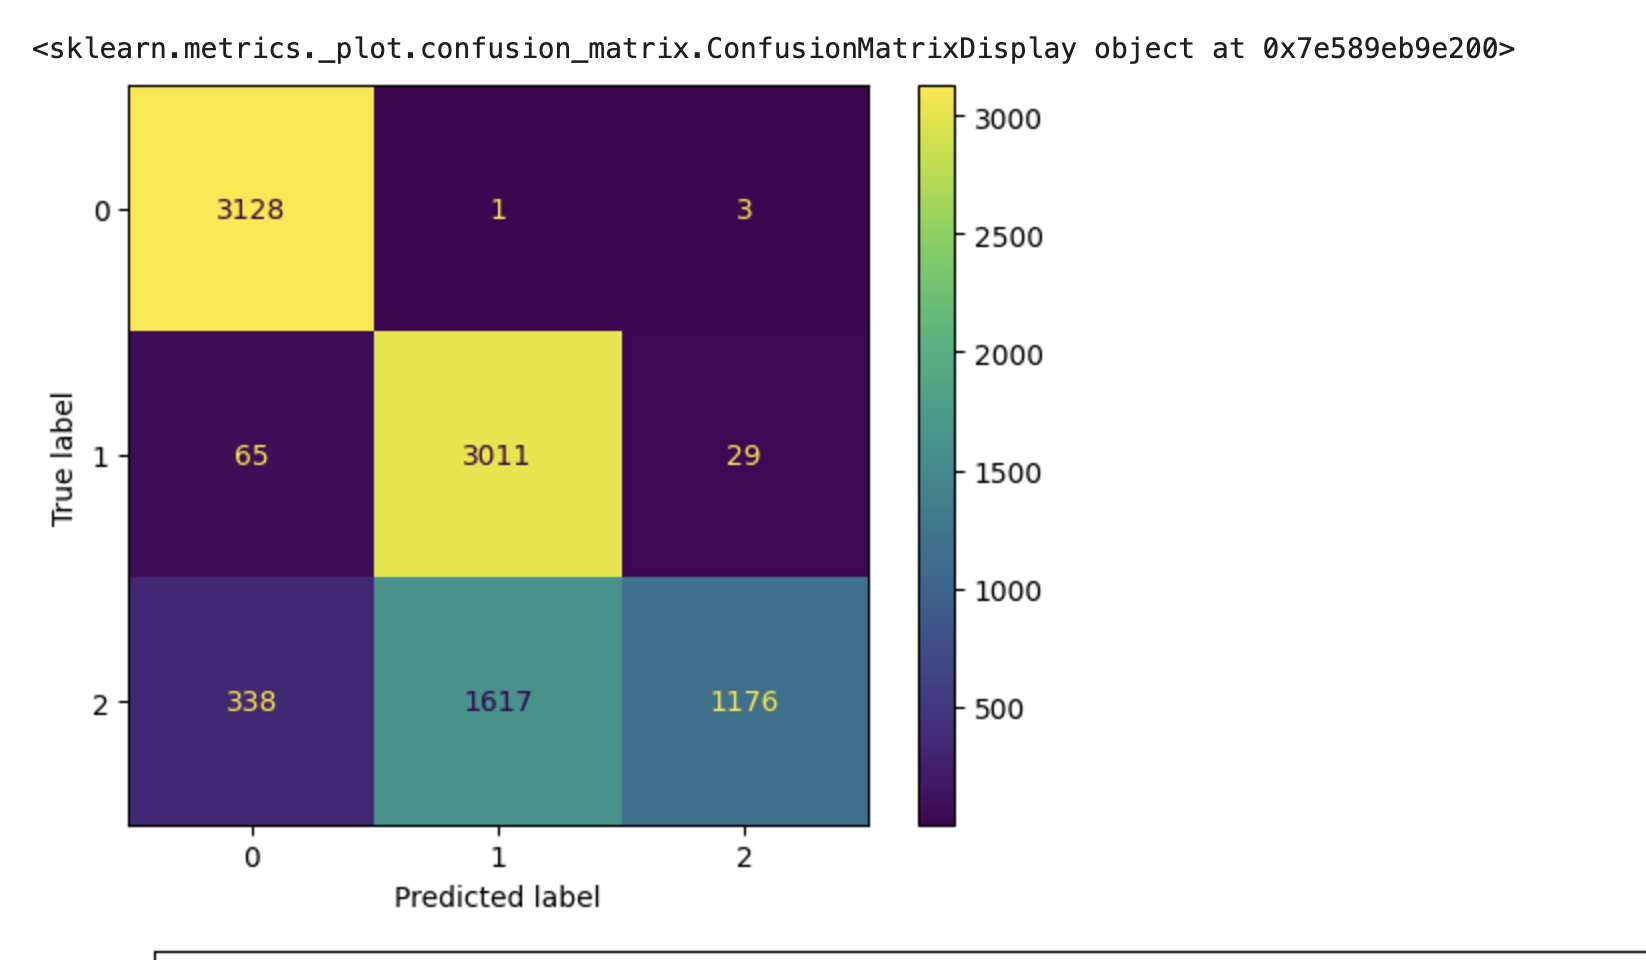 <sklearn.metrics._plot.confusion_matrix.ConfusionMatrixDisplay object at 0x7e589eb9e200>
3000
3128 1 3
0
2500
2000
True label
65 3011 29
1
1500
1000
338 1617 1176
2
500
0 1 2
Predicted label